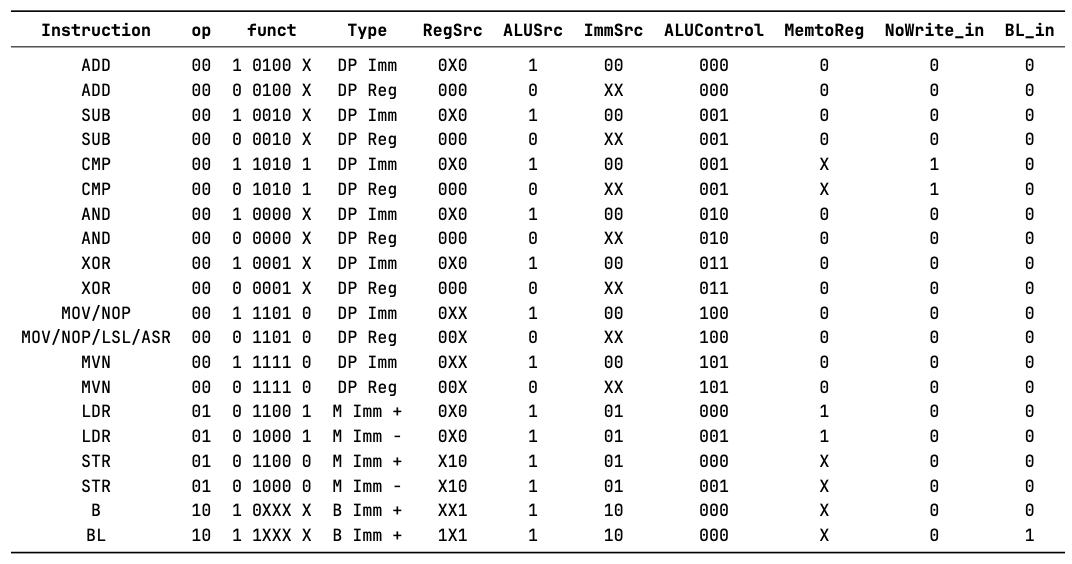 Instruction op funct Type RegSrc ALUSrc ImmSrc ALUControl MemtoReg NoWrite_in BL_in
ADD 00 1 0100 X DP Imm 0X0 1 00 000 0 0 0
ADD 00 0 0100 X DP Reg 000 0 XX 000 0 0 0
SUB 00 1 0010 X DP Imm 0X0 1 00 001 0 0 0
SUB 00 0 0010 X DP Reg 000 0 XX 001 0 0 0
CMP 00 1 1010 1 DP Imm 0X0 1 00 001 X 1 0
CMP 00 0 1010 1 DP Reg 000 0 XX 001 X 1 0
AND 00 1 0000 X DP Imm 0X0 1 00 010 0 0 0
AND 00 0 0000 X DP Reg 000 0 XX 010 0 0 0
XOR 00 1 0001 X DP Imm 0X0 1 00 011 0 0 0
XOR 00 0 0001 X DP Reg 000 0 XX 011 0 0 0
MOV/NOP 00 1 1101 0 DP Imm 0XX 1 00 100 0 0 0
MOV/NOP/LSL/ASR 00 0 1101 0 DP Reg 00X 0 XX 100 0 0 0
MVN 00 1 1111 0 DP Imm 0XX 1 00 101 0 0 0
MVN 00 0 1111 0 DP Reg 00X 0 XX 101 0 0 0
LDR 01 0 1100 1 M Imm + 0X0 1 01 000 1 0 0
LDR 01 0 1000 1 M Imm - 0X0 1 01 001 1 0 0
STR 01 0 1100 0 M Imm + X10 1 01 000 X 0 0
STR 01 0 1000 0 M Imm - X10 1 01 001 X 0 0
B 10 1 0XXX X B Imm + XX1 1 10 000 X 0 0
BL 10 1 1XXX X B Imm + 1X1 1 10 000 X 0 1